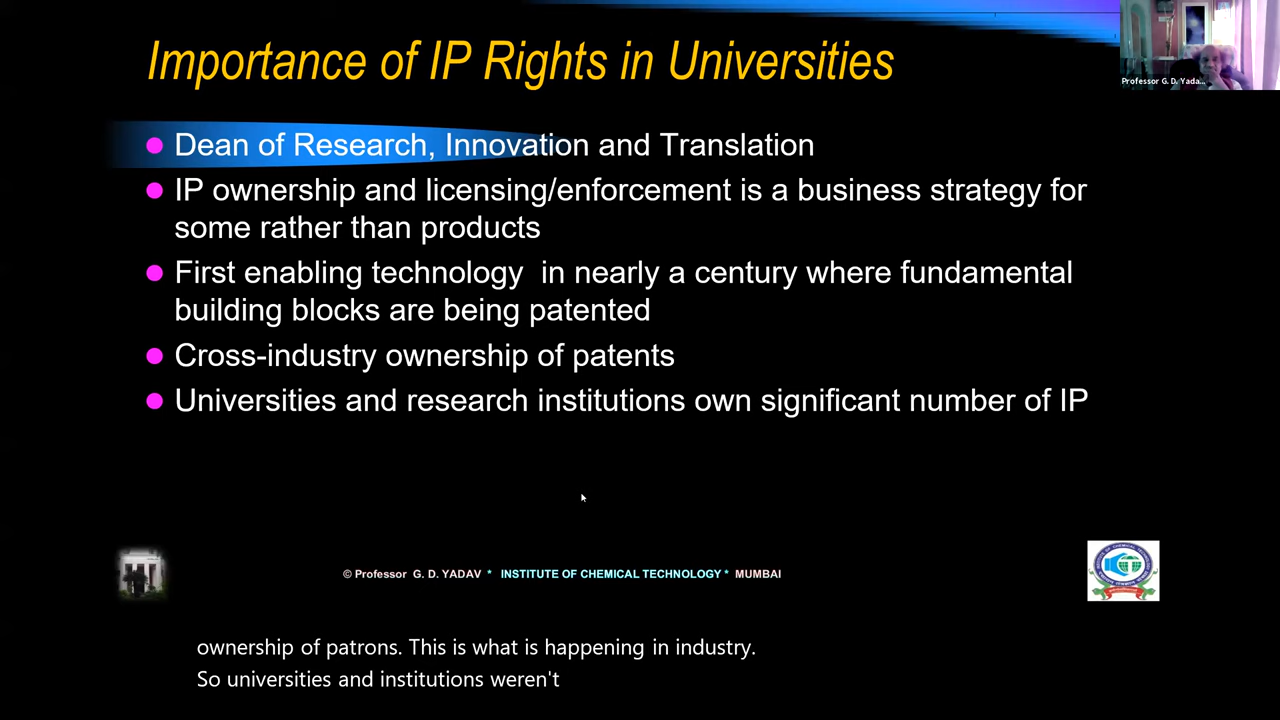 Importance of IP Rights in Universities
Professor G. D. Yada...
Dean of Research, Innovation and Translation
IP ownership and licensing/enforcement is a business strategy for
some rather than products
First enabling technology in nearly a century where fundamental
building blocks are being patented
Cross-industry ownership of patents
Universities and research institutions own significant number of IP
© Professor G. D. YADAV * INSTITUTE OF CHEMICAL TECHNOLOGY * MUMBAI
ownership of patrons. This is what is happening in industry.
So universities and institutions weren't